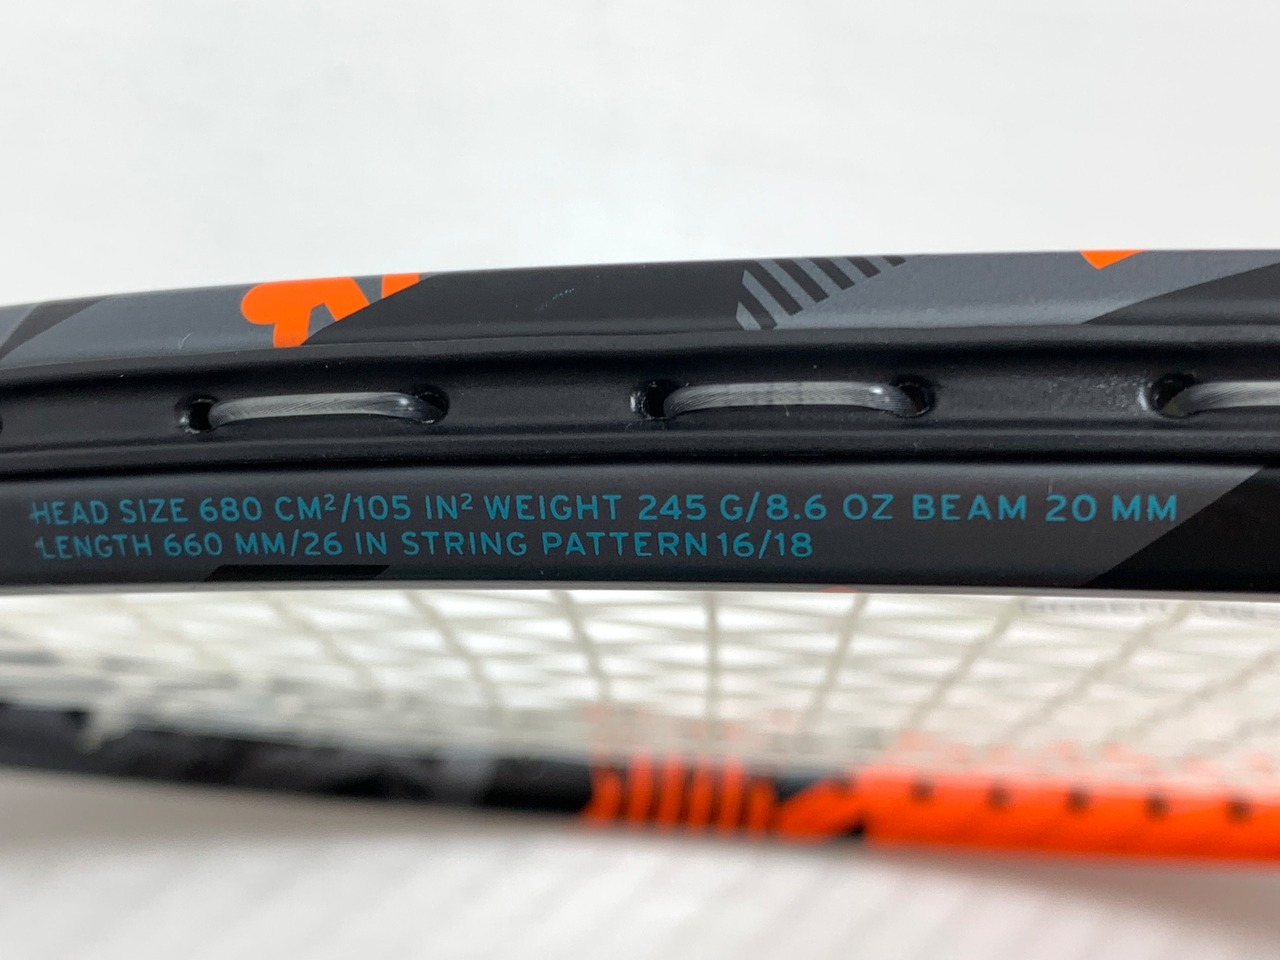 HEAD SIZE 680 CM²/105 IN² WEIGHT 245 G/8.6 OZ BEAM 20 MM
LENGTH 660 MM/26 IN STRING PATTERN 16/18